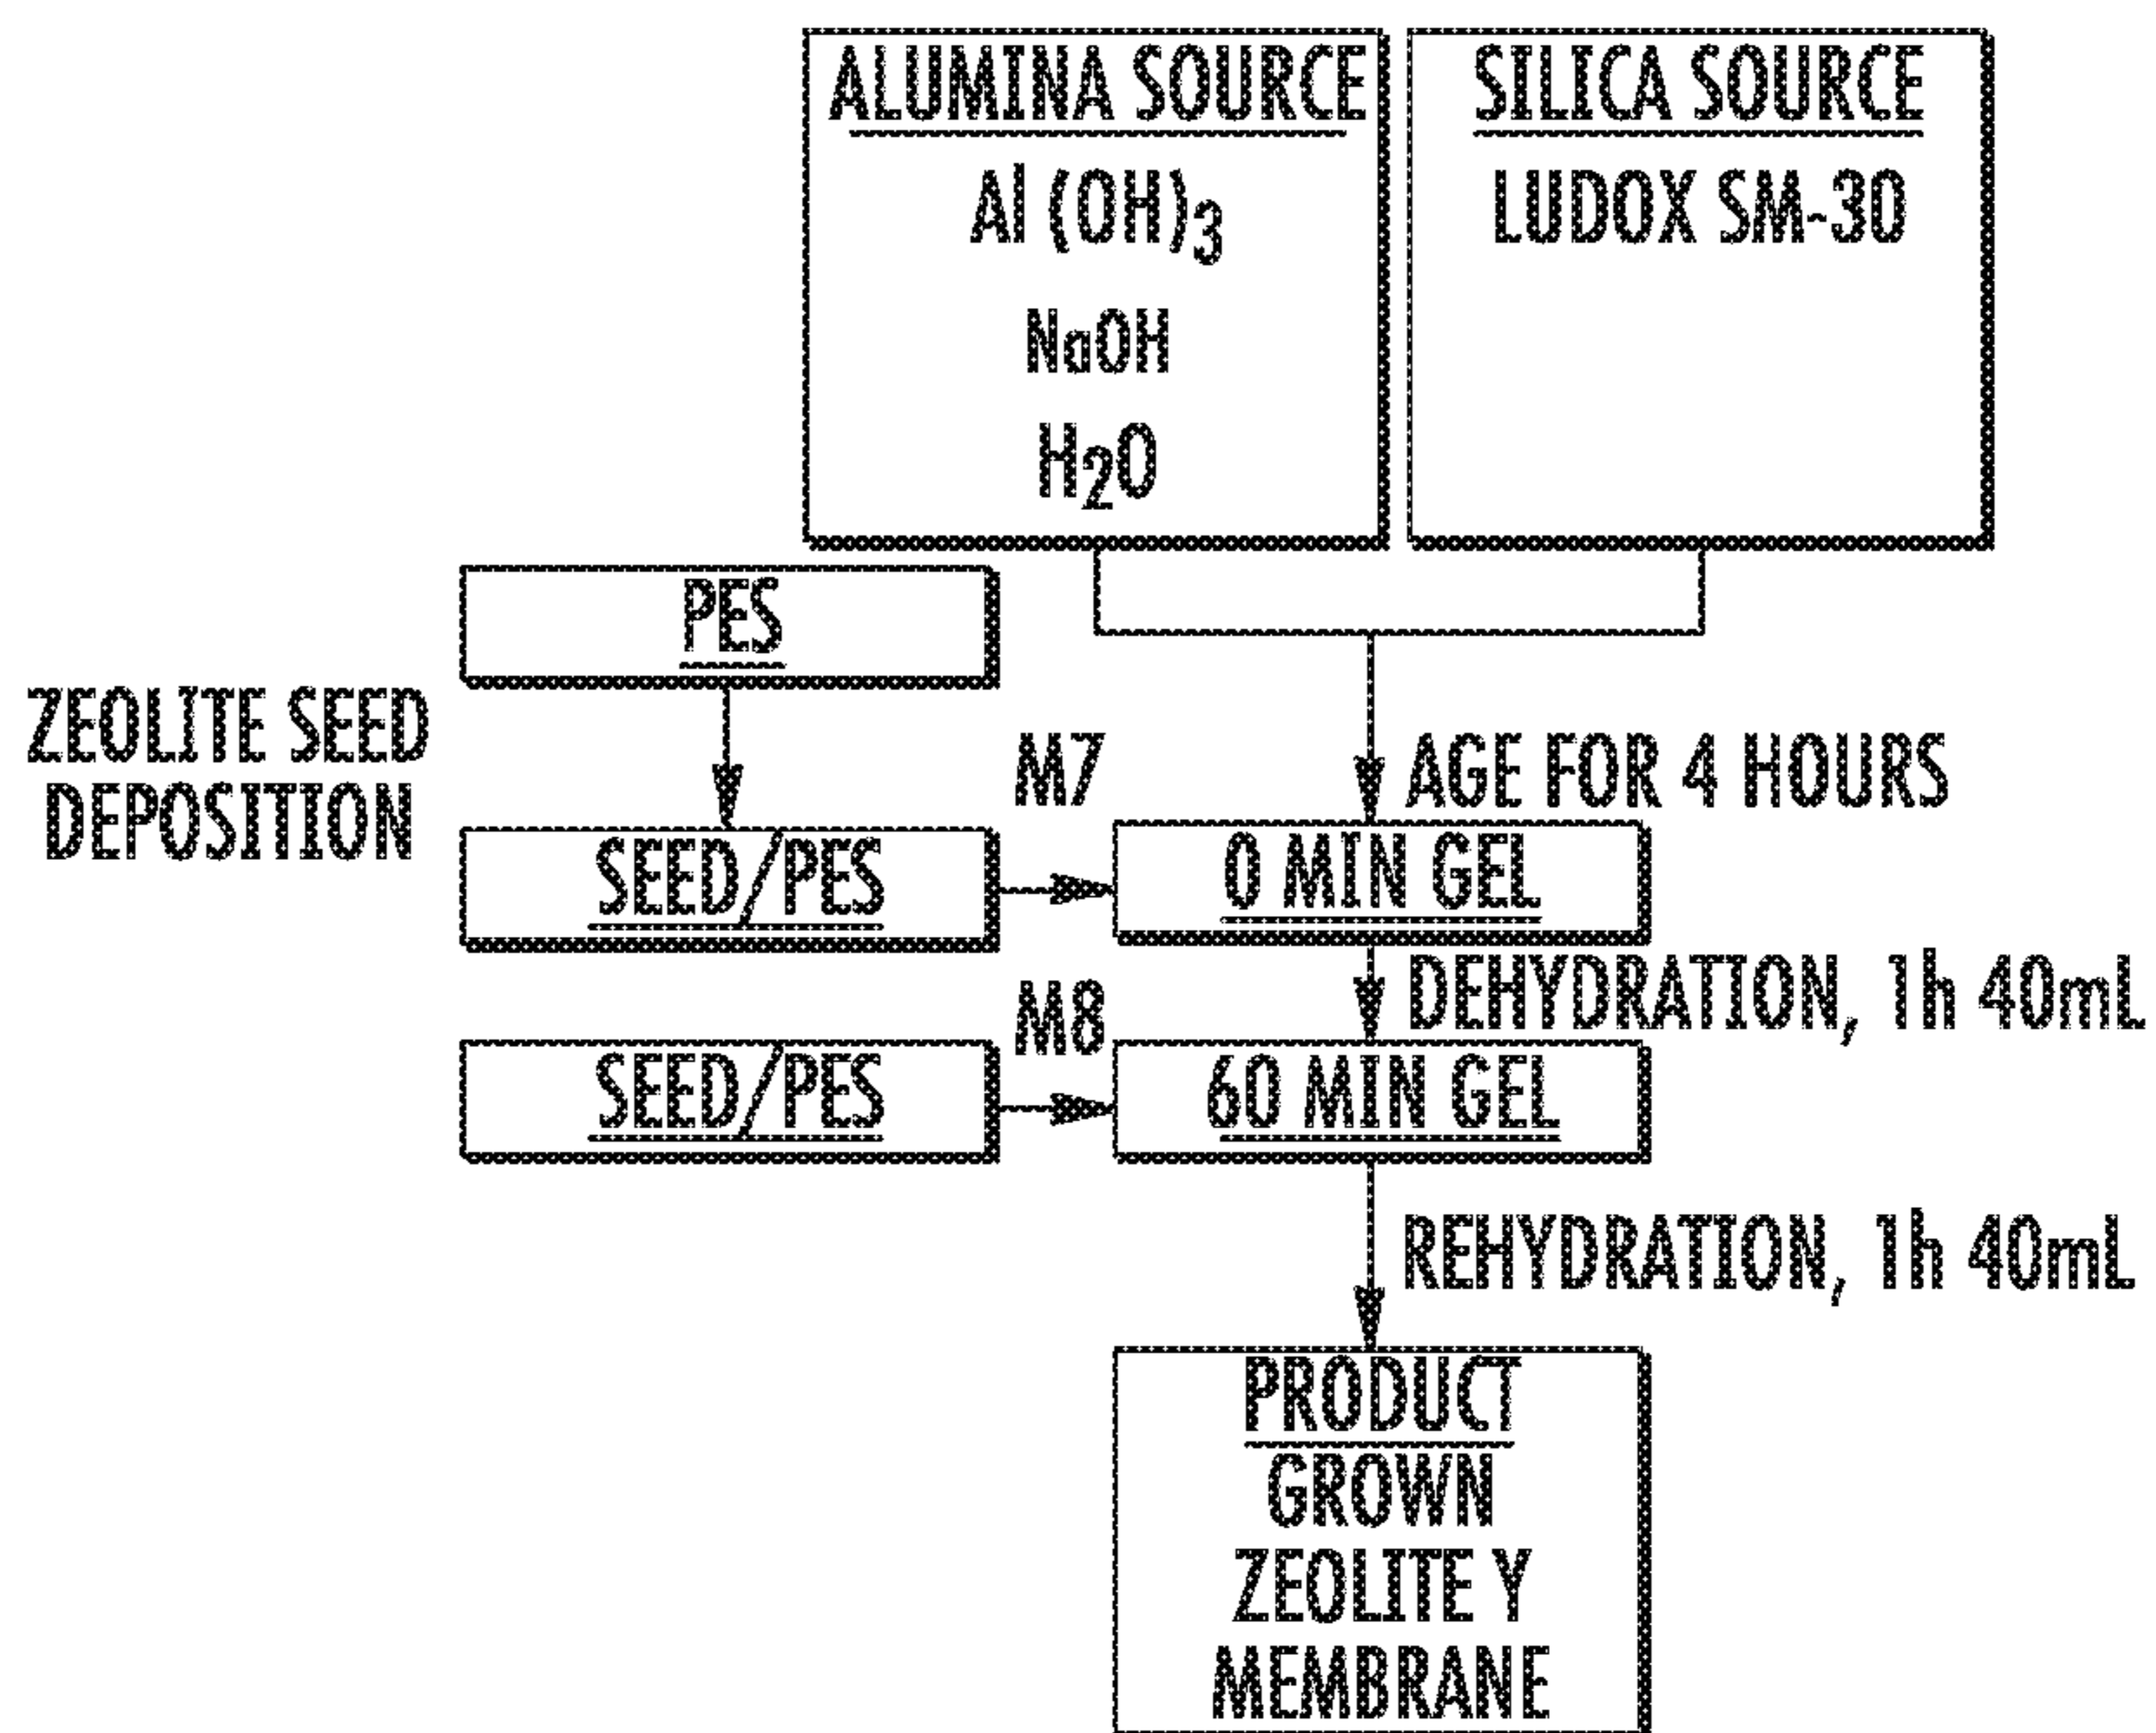 ALUMINA SOURCE
Al (OH)3
NaOH
H2O
SILICA SOURCE
LUDOX SM-30
PES
ZEOLITE SEED
DEPOSITION
M7
AGE FOR 4 HOURS
SEED/PES
0 MIN GEL
M8
DEHYDRATION, 1h 40mL
SEED/PES
60 MIN GEL
REHYDRATION, 1h 40mL
PRODUCT
GROWN
ZEOLITE Y
MEMBRANE